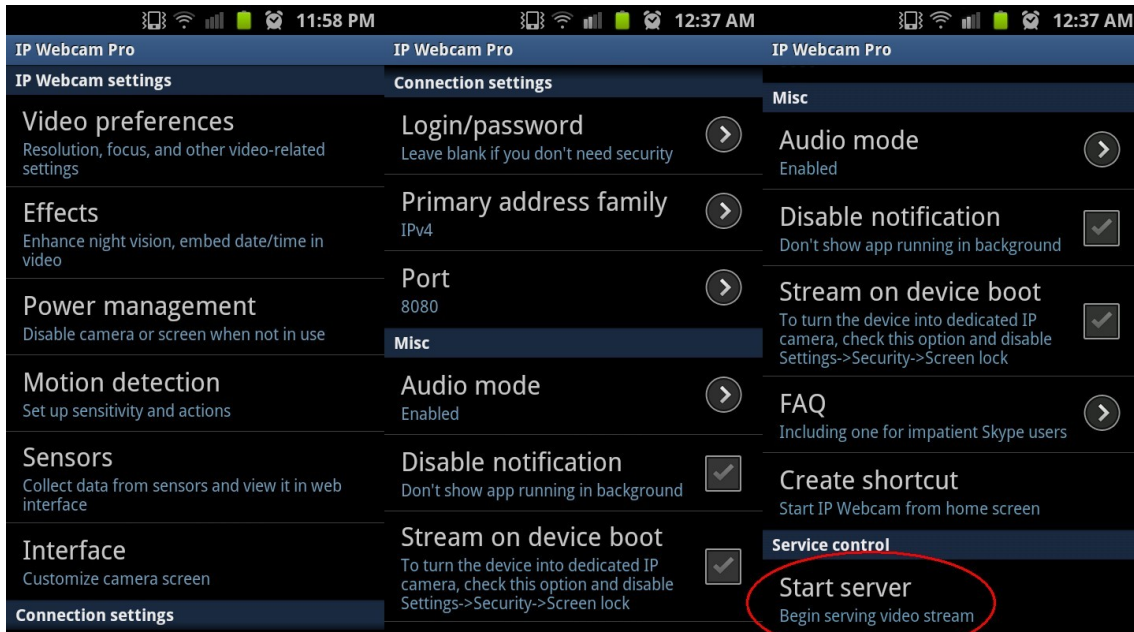 11:58 PM
IP Webcam Pro
IP Webcam settings
Video preferences
Resolution, focus, and other video-related
settings
Effects
Enhance night vision, embed date/time in
video
Power management
Disable camera or screen when not in use
Motion detection
Set up sensitivity and actions
Sensors
Collect data from sensors and view it in web
interface
Interface
Customize camera screen
Connection settings
12:37 AM
IP Webcam Pro
Connection settings
Login/password
Leave blank if you don't need security
Primary address family
IPv4
Port
8080
Misc
Audio mode
Enabled
Disable notification
Don't show app running in background
Stream on device boot
To turn the device into dedicated IP
camera, check this option and disable
Settings->Security->Screen lock
12:37 AM
IP Webcam Pro
Misc
Audio mode
Enabled
Disable notification
Don't show app running in background
Stream on device boot
To turn the device into dedicated IP
camera, check this option and disable
Settings->Security->Screen lock
FAQ
Including one for impatient Skype users
Create shortcut
Start IP Webcam from home screen
Service control
Start server
Begin serving video stream